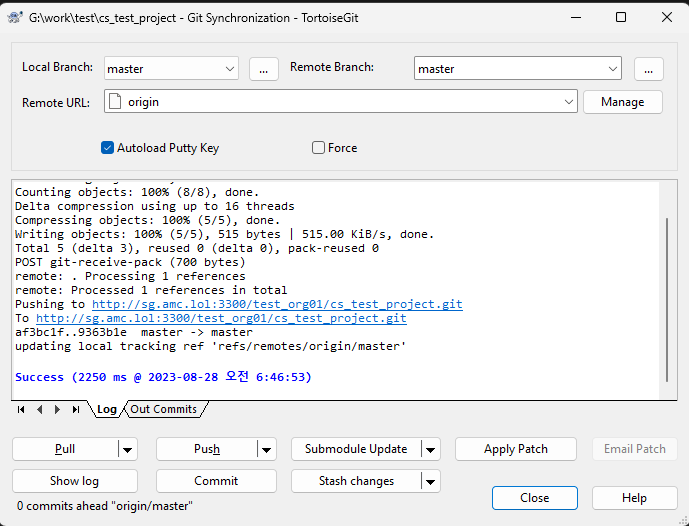 G:\work\test\cs_test_project - Git Synchronization - TortoiseGit
Local Branch: master ... Remote Branch: master ...
Remote URL: origin Manage
Autoload Putty Key Force
Counting objects: 100% (8/8), done.
Delta compression using up to 16 threads
Compressing objects: 100% (5/5), done.
Writing objects: 100% (5/5), 515 bytes | 515.00 KiB/s, done.
Total 5 (delta 3), reused 0 (delta 0), pack-reused 0
POST git-receive-pack (700 bytes)
remote: . Processing 1 references
remote: Processed 1 references in total
Pushing to http://sg.amc.lol:3300/test_org01/cs_test_project.git
To http://sg.amc.lol:3300/test_org01/cs_test_project.git
af3bc1f..9363b1e  master -> master
updating local tracking ref 'refs/remotes/origin/master'
Success (2250 ms @ 2023-08-28 오전 6:46:53)
Log Out Commits
Pull Push Submodule Update Apply Patch Email Patch
Show log Commit Stash changes
Close Help
0 commits ahead "origin/master"